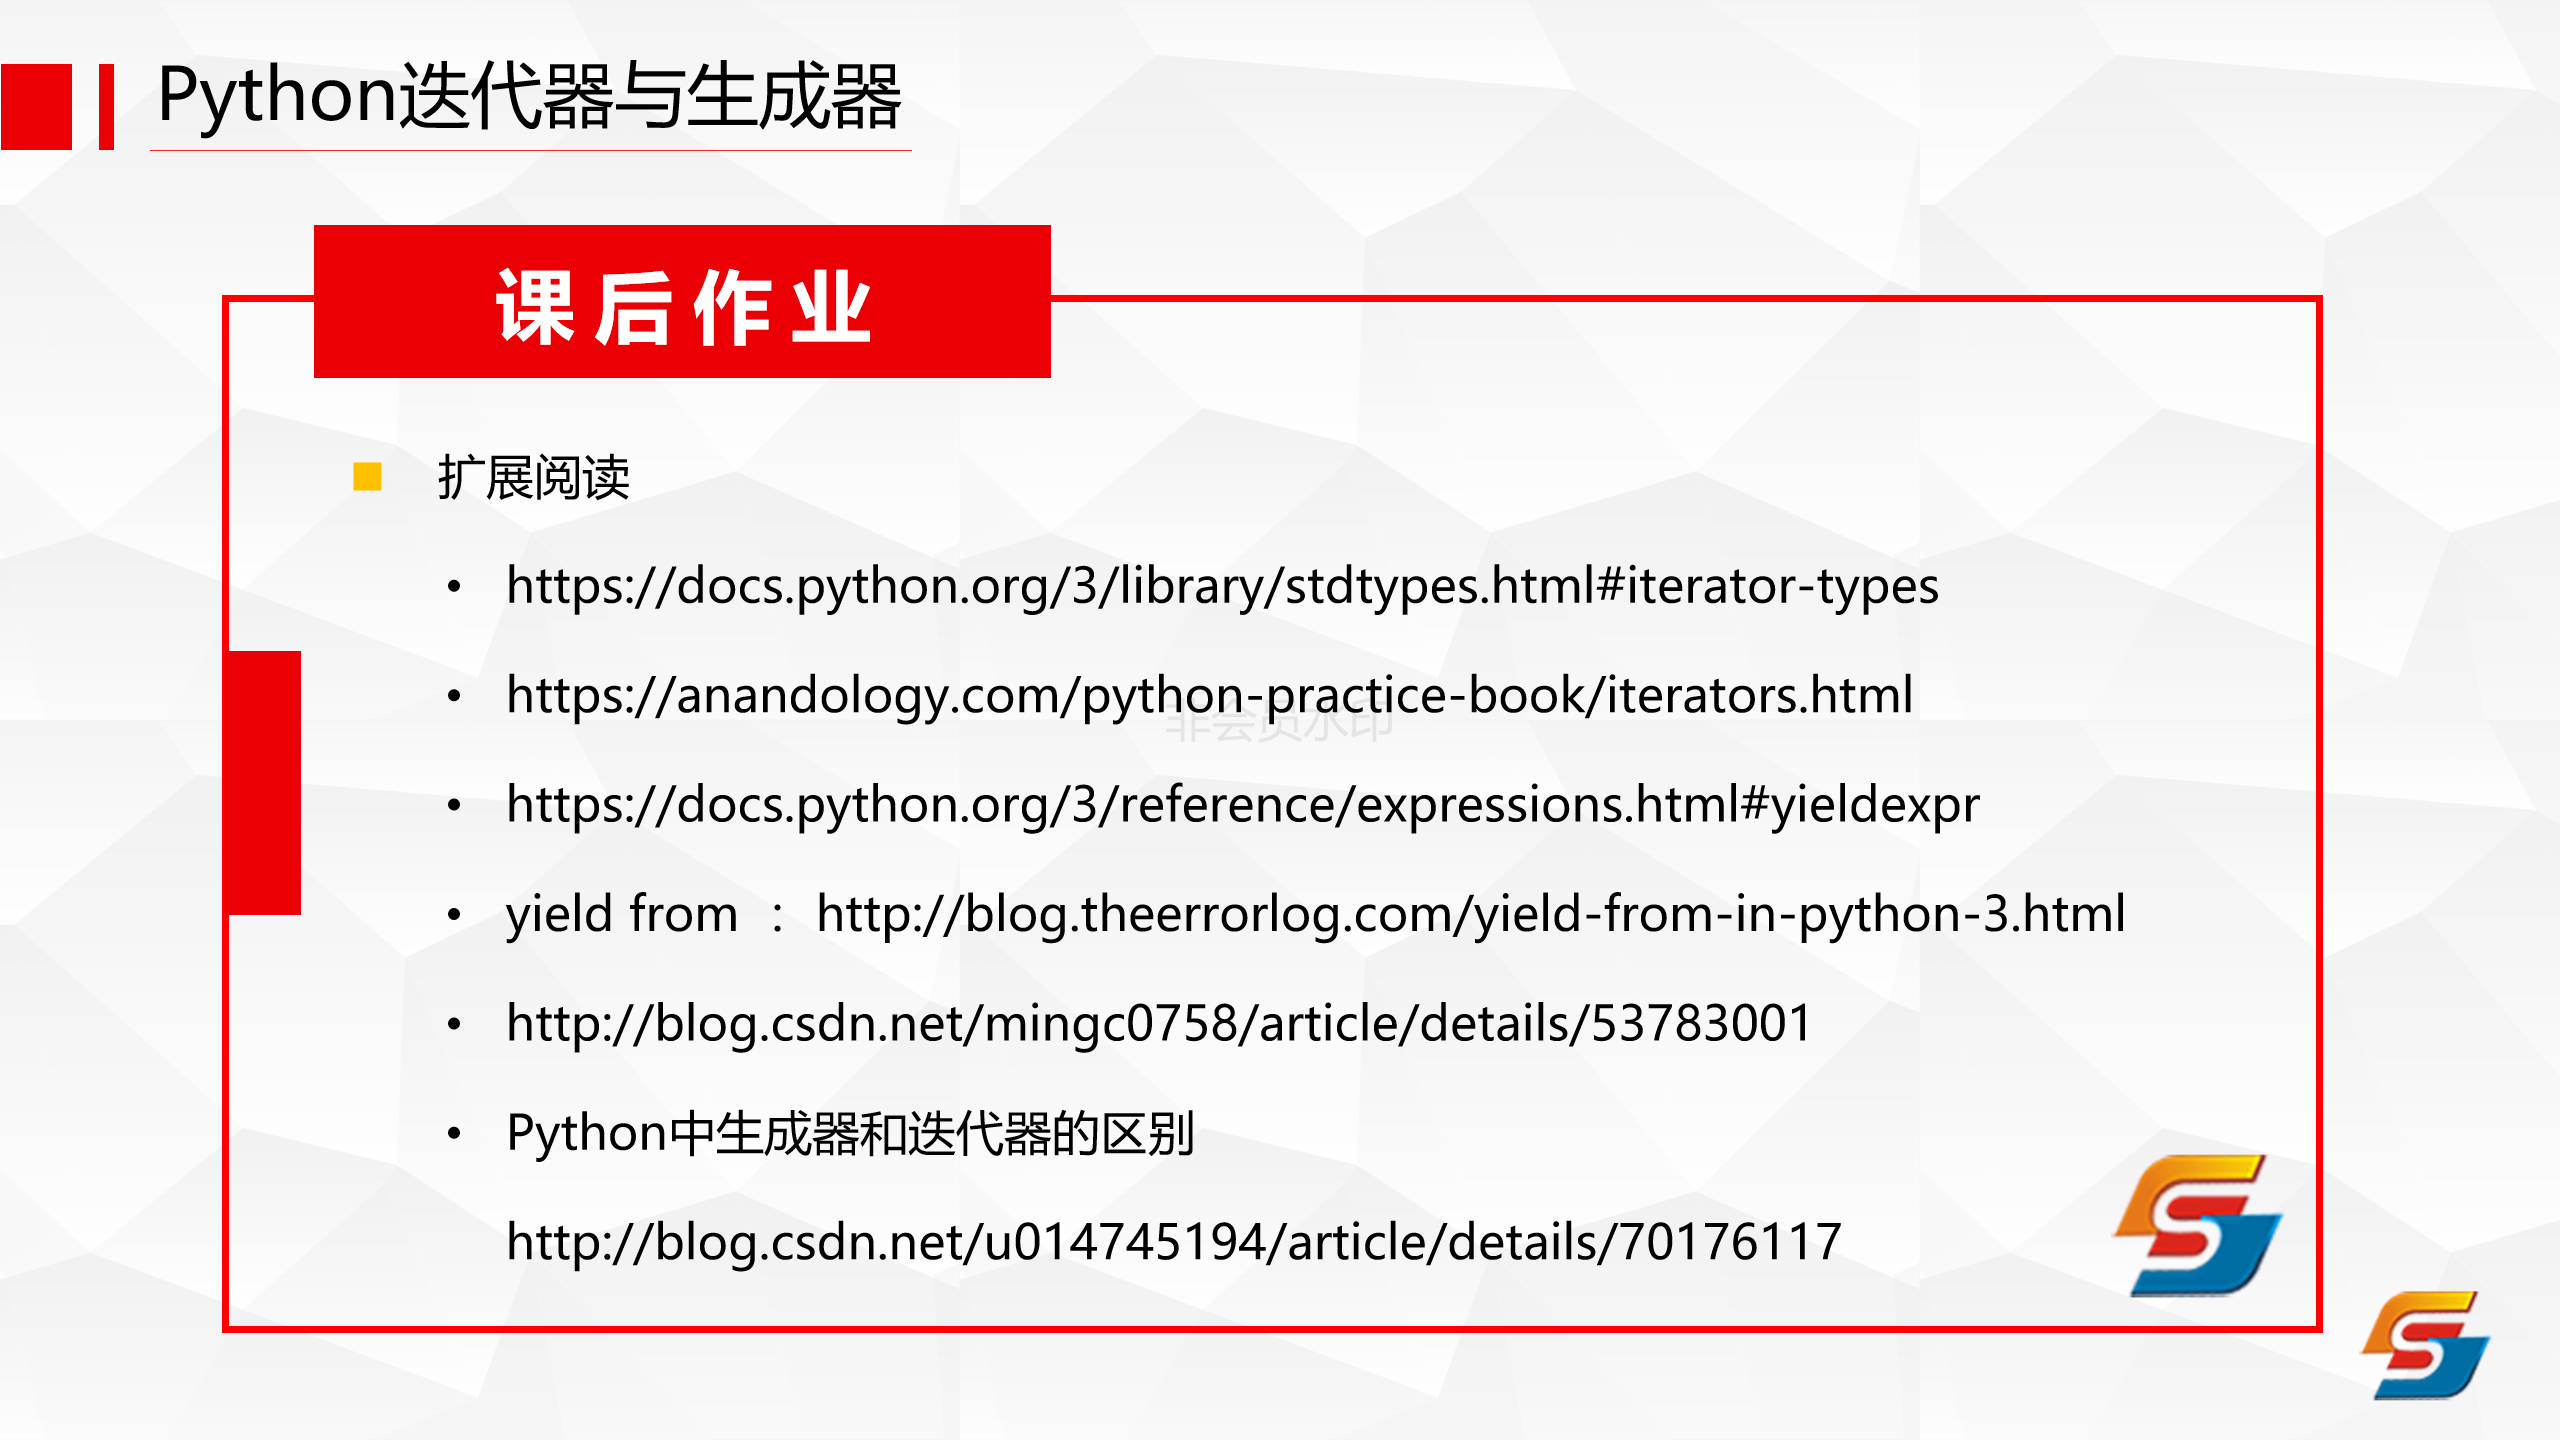 Python迭代器与生成器
课后作业
扩展阅读
• https://docs.python.org/3/library/stdtypes.html#iterator-types
• https://anandology.com/python-practice-book/iterators.html
非会员水印
• https://docs.python.org/3/reference/expressions.html#yieldexpr
• yield from : http://blog.theerrorlog.com/yield-from-in-python-3.html
• http://blog.csdn.net/mingc0758/article/details/53783001
• Python中生成器和迭代器的区别
http://blog.csdn.net/u014745194/article/details/70176117